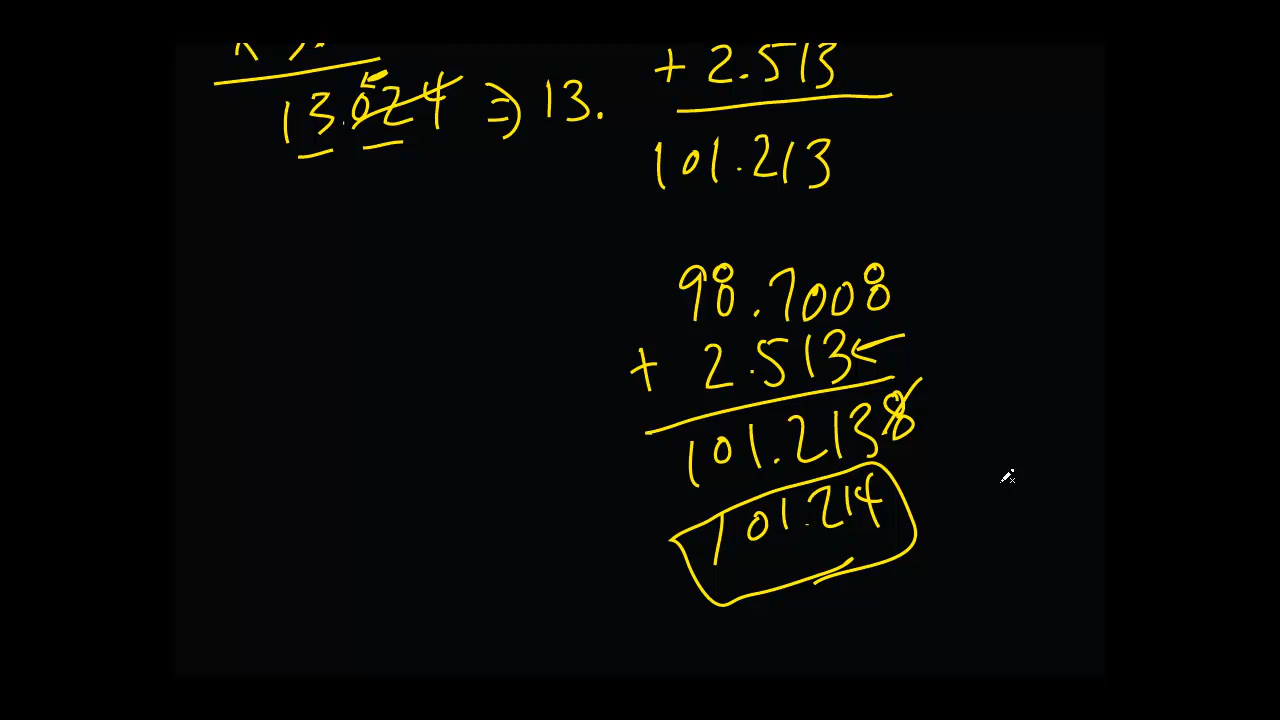 13.024 ⇒ 13.
+ 2.513
101.213
98.7008
+ 2.513 ←
101.2138
101.214